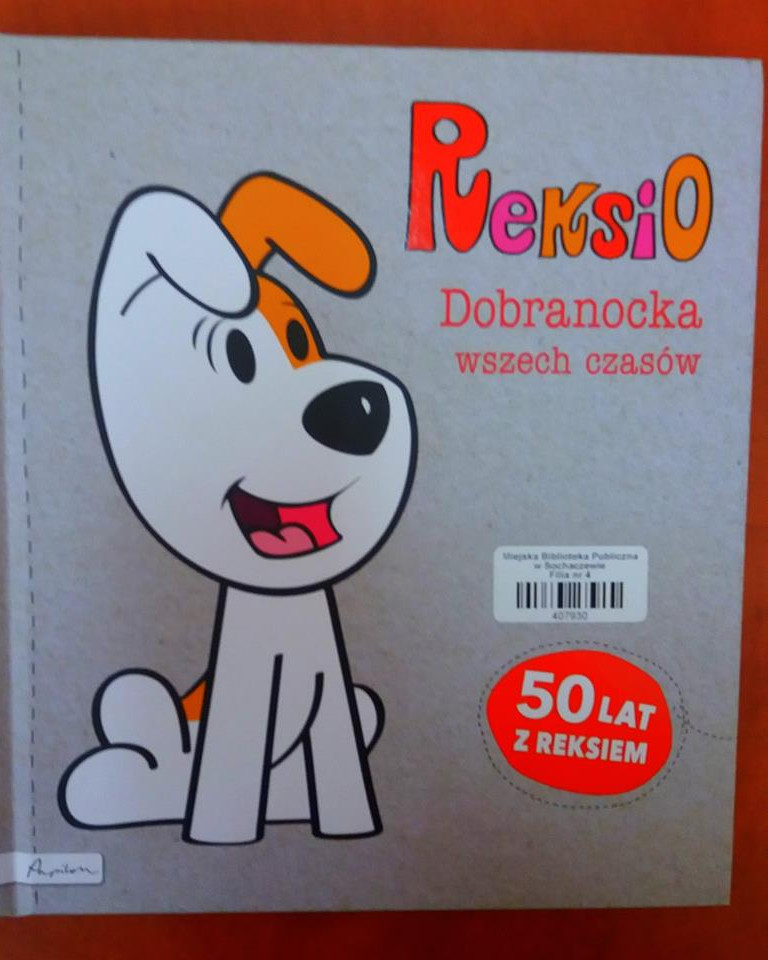 Reksio
Dobranocka
wszech czasów
Miejska Biblioteka Publiczna
w Sochaczewie
Filia nr 4
407930
50 LAT
Z REKSIEM
Papilon